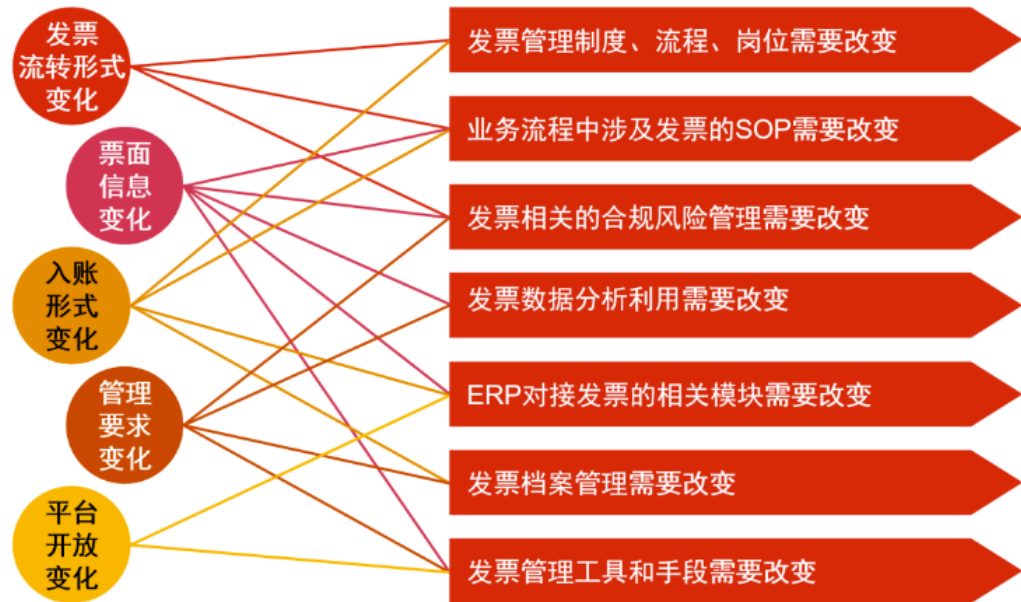 发票
流转形式
变化
票面
信息
变化
入账
形式
变化
管理
要求
变化
平台
开放
变化
发票管理制度、流程、岗位需要改变
业务流程中涉及发票的SOP需要改变
发票相关的合规风险管理需要改变
发票数据分析利用需要改变
ERP对接发票的相关模块需要改变
发票档案管理需要改变
发票管理工具和手段需要改变